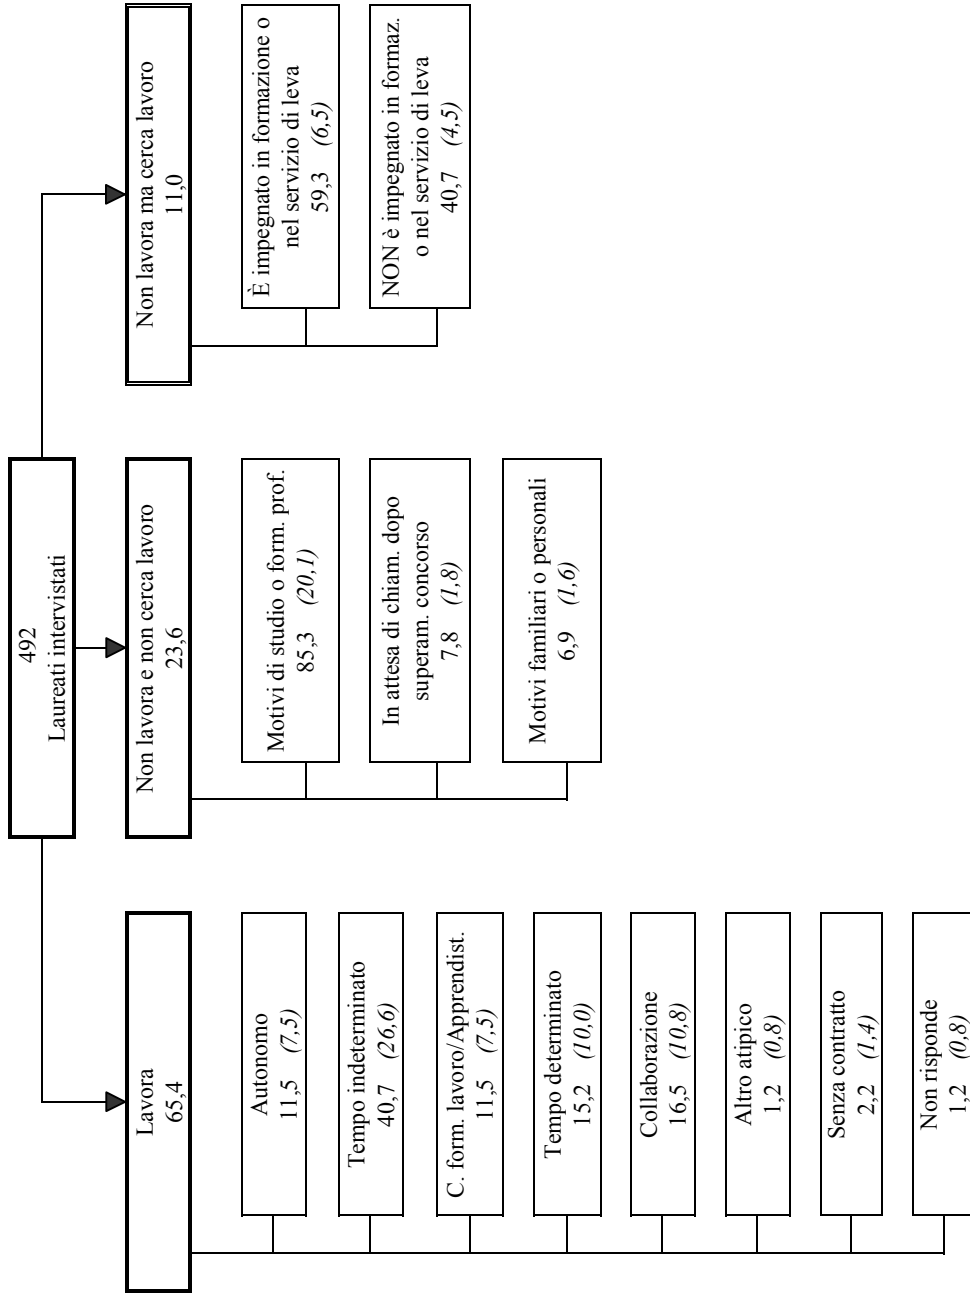 492
Laureati intervistati
Lavora
65,4
Autonomo
11,5 (7,5)
Tempo indeterminato
40,7 (26,6)
C. form. lavoro/Apprendist.
11,5 (7,5)
Tempo determinato
15,2 (10,0)
Collaborazione
16,5 (10,8)
Altro atipico
1,2 (0,8)
Senza contratto
2,2 (1,4)
Non risponde
1,2 (0,8)
Non lavora e non cerca lavoro
23,6
Motivi di studio o form. prof.
85,3 (20,1)
In attesa di chiam. dopo
superam. concorso
7,8 (1,8)
Motivi familiari o personali
6,9 (1,6)
Non lavora ma cerca lavoro
11,0
È impegnato in formazione o
nel servizio di leva
59,3 (6,5)
NON è impegnato in formaz.
o nel servizio di leva
40,7 (4,5)